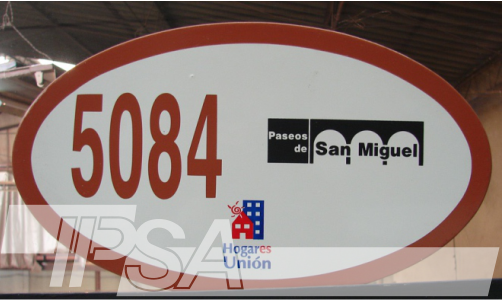 5084
Paseos
de San Miguel
Hogares
Unión
IPSA